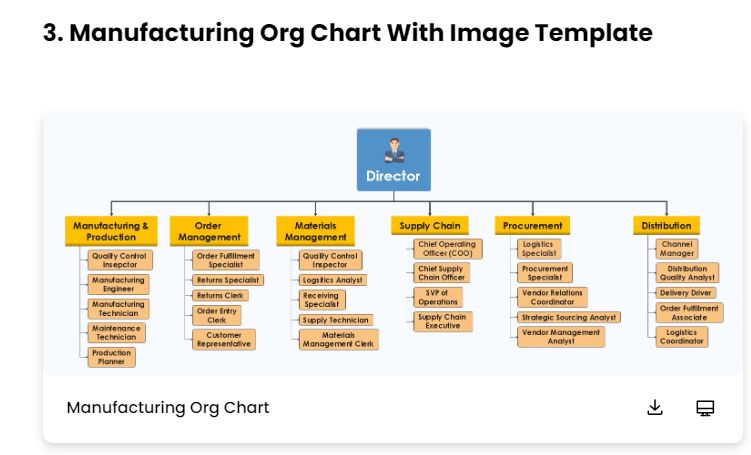 3. Manufacturing Org Chart With Image Template
Director
Manufacturing &
Production
Quality Control
Inspector
Manufacturing
Engineer
Manufacturing
Technician
Maintenance
Technician
Production
Planner
Order
Management
Order Fulfillment
Specialist
Returns Specialist
Returns Clerk
Order Entry
Clerk
Customer
Representative
Materials
Management
Quality Control
Inspector
Logsitics Analyst
Receiving
Specialist
Supply Technician
Materials
Management Clerk
Supply Chain
Chief Operating
Officer (COO)
Chief Supply
Chain Officer
SVP of
Operations
Supply Chain
Executive
Procurement
Logistics
Specialist
Procurement
Specialist
Vendor Relations
Coordinator
Strategic Sourcing Analyst
Vendor Management
Analyst
Distribution
Channel
Manager
Distribution
Quality Analyst
Delivery Driver
Order Fulfillment
Associate
Logistics
Coordinator
Manufacturing Org Chart